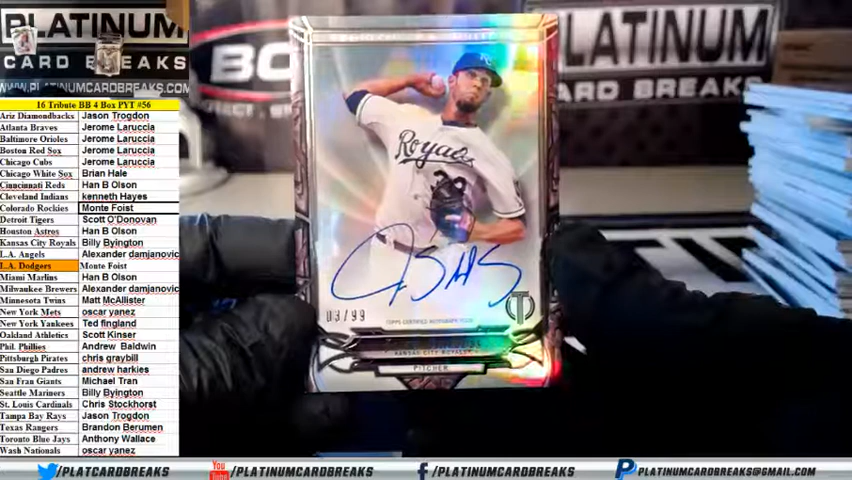 PLATINUM
CARD BREAKS
WWW.PLATINUMCARDBREAKS.COM
PLATINUM
CARD BREAKS
16 Tribute BB 4 Box PYT #56
Ariz Diamondbacks Jason Trogdon
Atlanta Braves Jerome Laruccia
Baltimore Orioles Jerome Laruccia
Boston Red Sox Jerome Laruccia
Chicago Cubs Jerome Laruccia
Chicago White Sox Brian Hale
Cinncinnati Reds Han B Olson
Cleveland Indians kenneth Hayes
Colorado Rockies Monte Foist
Detroit Tigers Scott O'Donovan
Houston Astros Han B Olson
Kansas City Royals Billy Byington
L.A. Angels Alexander damjanovic
L.A. Dodgers Monte Foist
Miami Marlins Han B Olson
Milwaukee Brewers Alexander damjanovic
Minnesota Twins Matt McAllister
New York Mets oscar yanez
New York Yankees Ted fingland
Oakland Athletics Scott Kinser
Phil. Phillies Andrew Baldwin
Pittsburgh Pirates chris graybill
San Diego Padres andrew harkies
San Fran Giants Michael Tran
Seattle Mariners Billy Byington
St. Louis Cardinals Chris Stockhorst
Tampa Bay Rays Jason Trogdon
Texas Rangers Brandon Berumen
Toronto Blue Jays Anthony Wallace
Wash Nationals oscar yanez
Royals
03/99
TOPPS CERTIFIED AUTOGRAPH ISSUE
KANSAS CITY ROYALS
PITCHER
/PLATCARDBREAKS
You Tube /PLATINUMCARDBREAKS
/PLATINUMCARDBREAKS
PLATINUMCARDBREAKS@GMAIL.COM